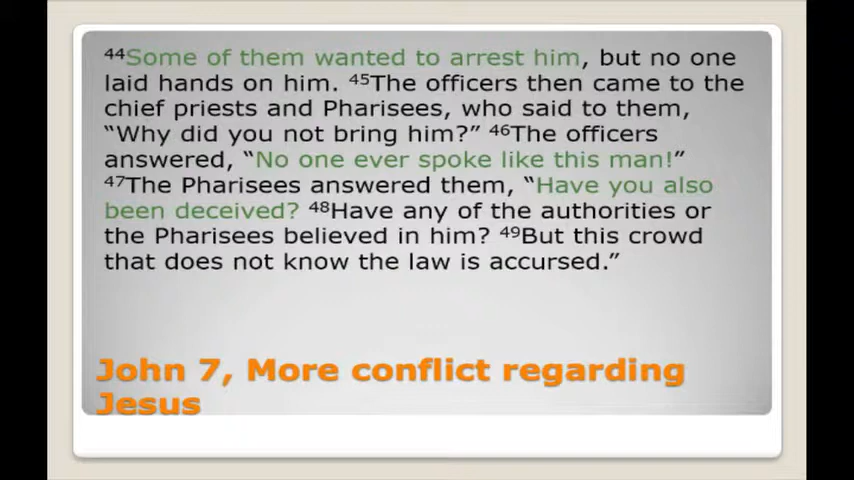 ⁴⁴Some of them wanted to arrest him, but no one
laid hands on him. ⁴⁵The officers then came to the
chief priests and Pharisees, who said to them,
“Why did you not bring him?” ⁴⁶The officers
answered, “No one ever spoke like this man!”
⁴⁷The Pharisees answered them, “Have you also
been deceived? ⁴⁸Have any of the authorities or
the Pharisees believed in him? ⁴⁹But this crowd
that does not know the law is accursed.”
John 7, More conflict regarding
Jesus